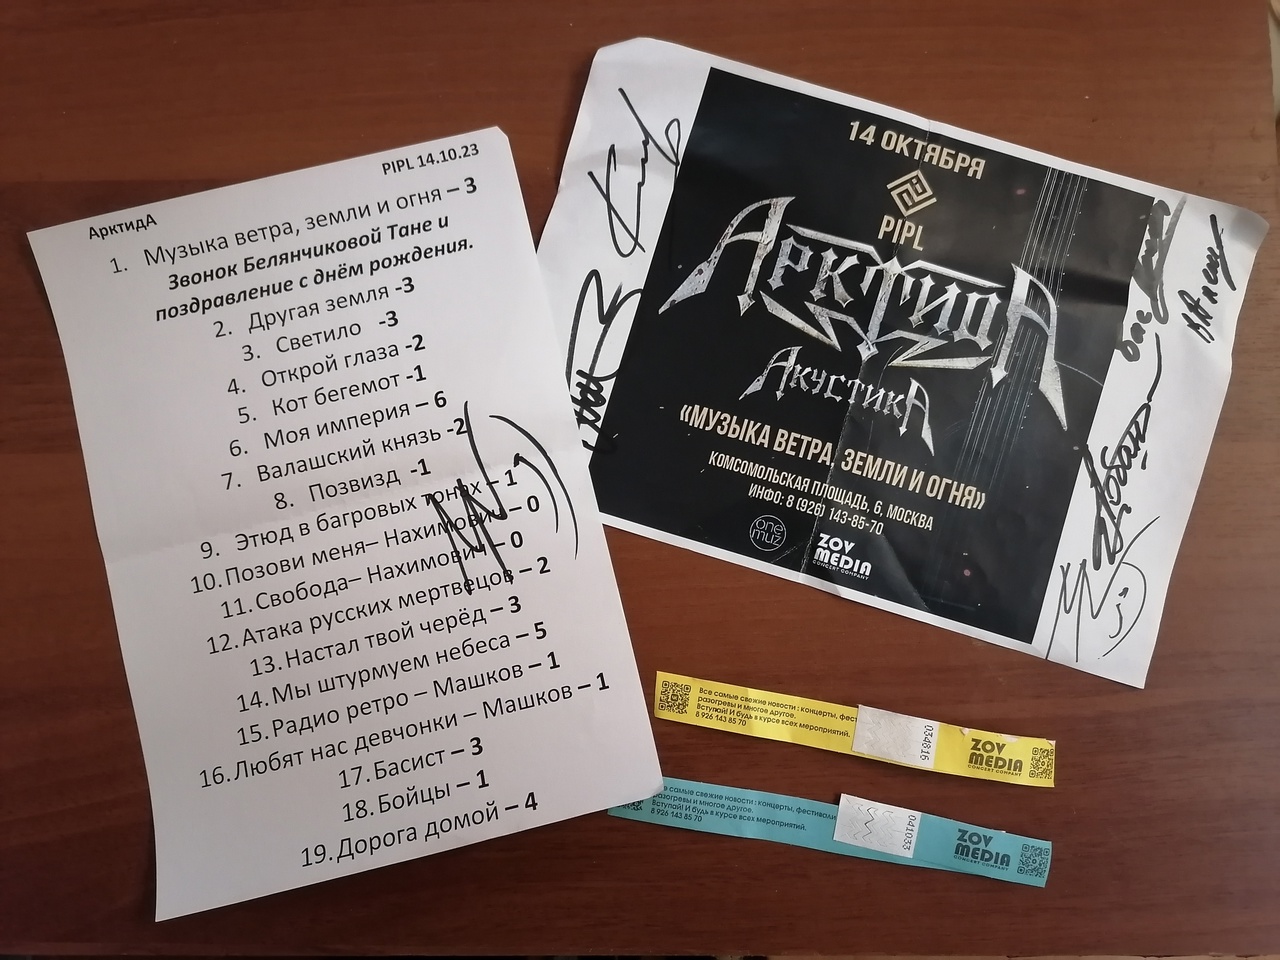 PIPL 14.10.23
АрктидА
1. Музыка ветра, земли и огня – 3
Звонок Белянчиковой Тане и
поздравление с днём рождения.
2. Другая земля -3
3. Светило -3
4. Открой глаза -2
5. Кот бегемот -1
6. Моя империя – 6
7. Валашский князь -2
8. Позвизд -1
9. Этюд в багровых тонах – 1
10. Позови меня– Нахимович – 0
11. Свобода– Нахимович – 0
12. Атака русских мертвецов – 2
13. Настал твой черёд – 3
14. Мы штурмуем небеса – 5
15. Радио ретро – Машков – 1
16. Любят нас девчонки – Машков – 1
17. Басист – 3
18. Бойцы – 1
19. Дорога домой – 4
14 ОКТЯБРЯ
PIPL
АРКТИДА
АКУСТИКА
«МУЗЫКА ВЕТРА, ЗЕМЛИ И ОГНЯ»
КОМСОМОЛЬСКАЯ ПЛОЩАДЬ, 6, МОСКВА
ИНФО: 8 (926) 143-85-70
one
muz
ZOV
MEDIA
CONCERT COMPANY
Все самые свежие новости : концерты, фест
разогревы и многое другое.
Вступай! И будь в курсе всех мероприятий.
8 926 143 85 70
034816
ZOV
MEDIA
CONCERT COMPANY
е самые свежие новости : концерты, фестивали
разогревы и многое другое.
Вступай! И будь в курсе всех мероприятий.
8 926 143 85 70
041033
ZOV
MEDIA
CONCERT COMPANY